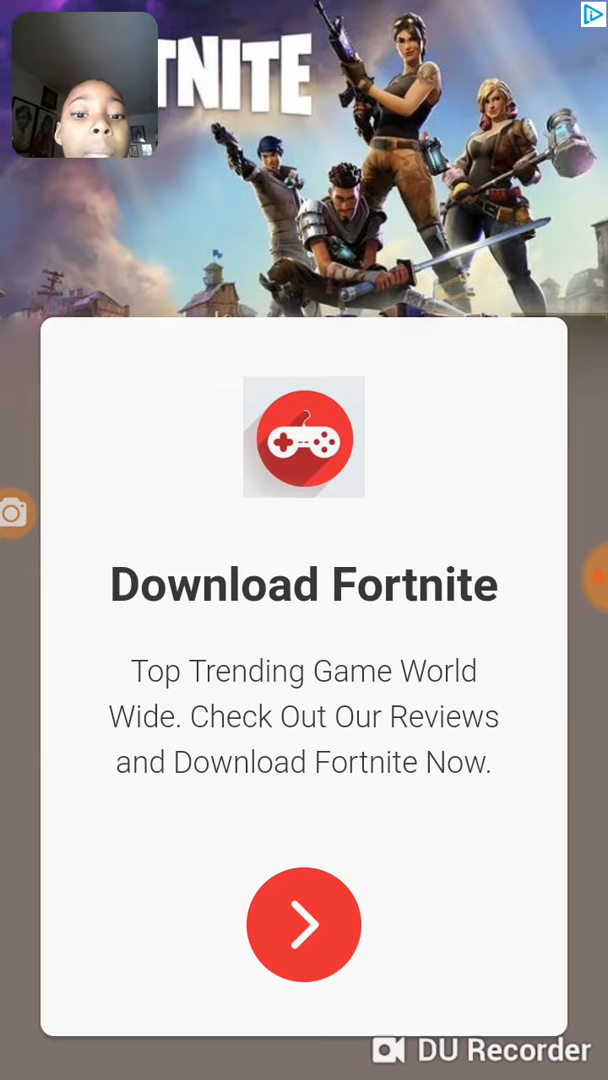 TNITE
Download Fortnite
Top Trending Game World
Wide. Check Out Our Reviews
and Download Fortnite Now.
DU Recorder